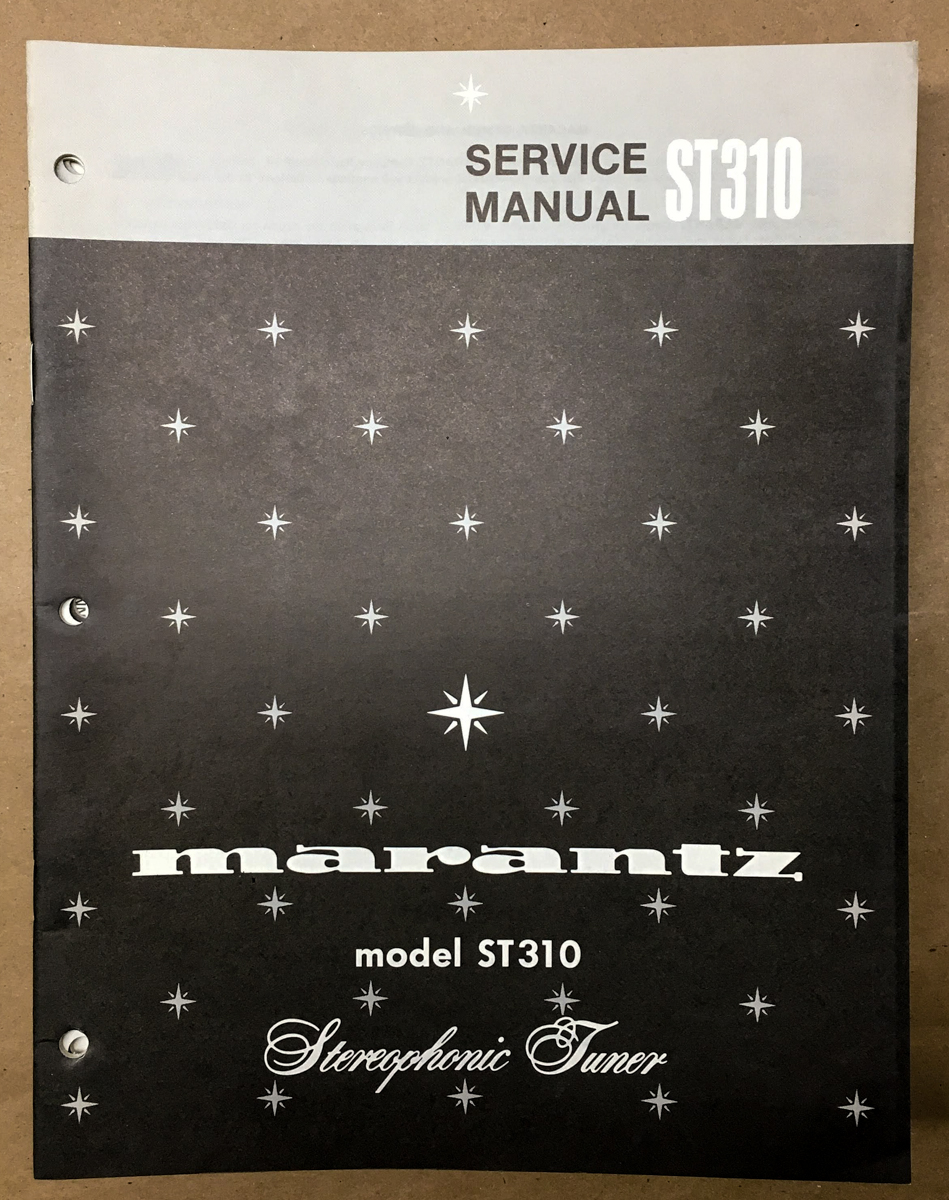 SERVICE
MANUAL ST310
marantz
model ST310
Stereophonic Tuner